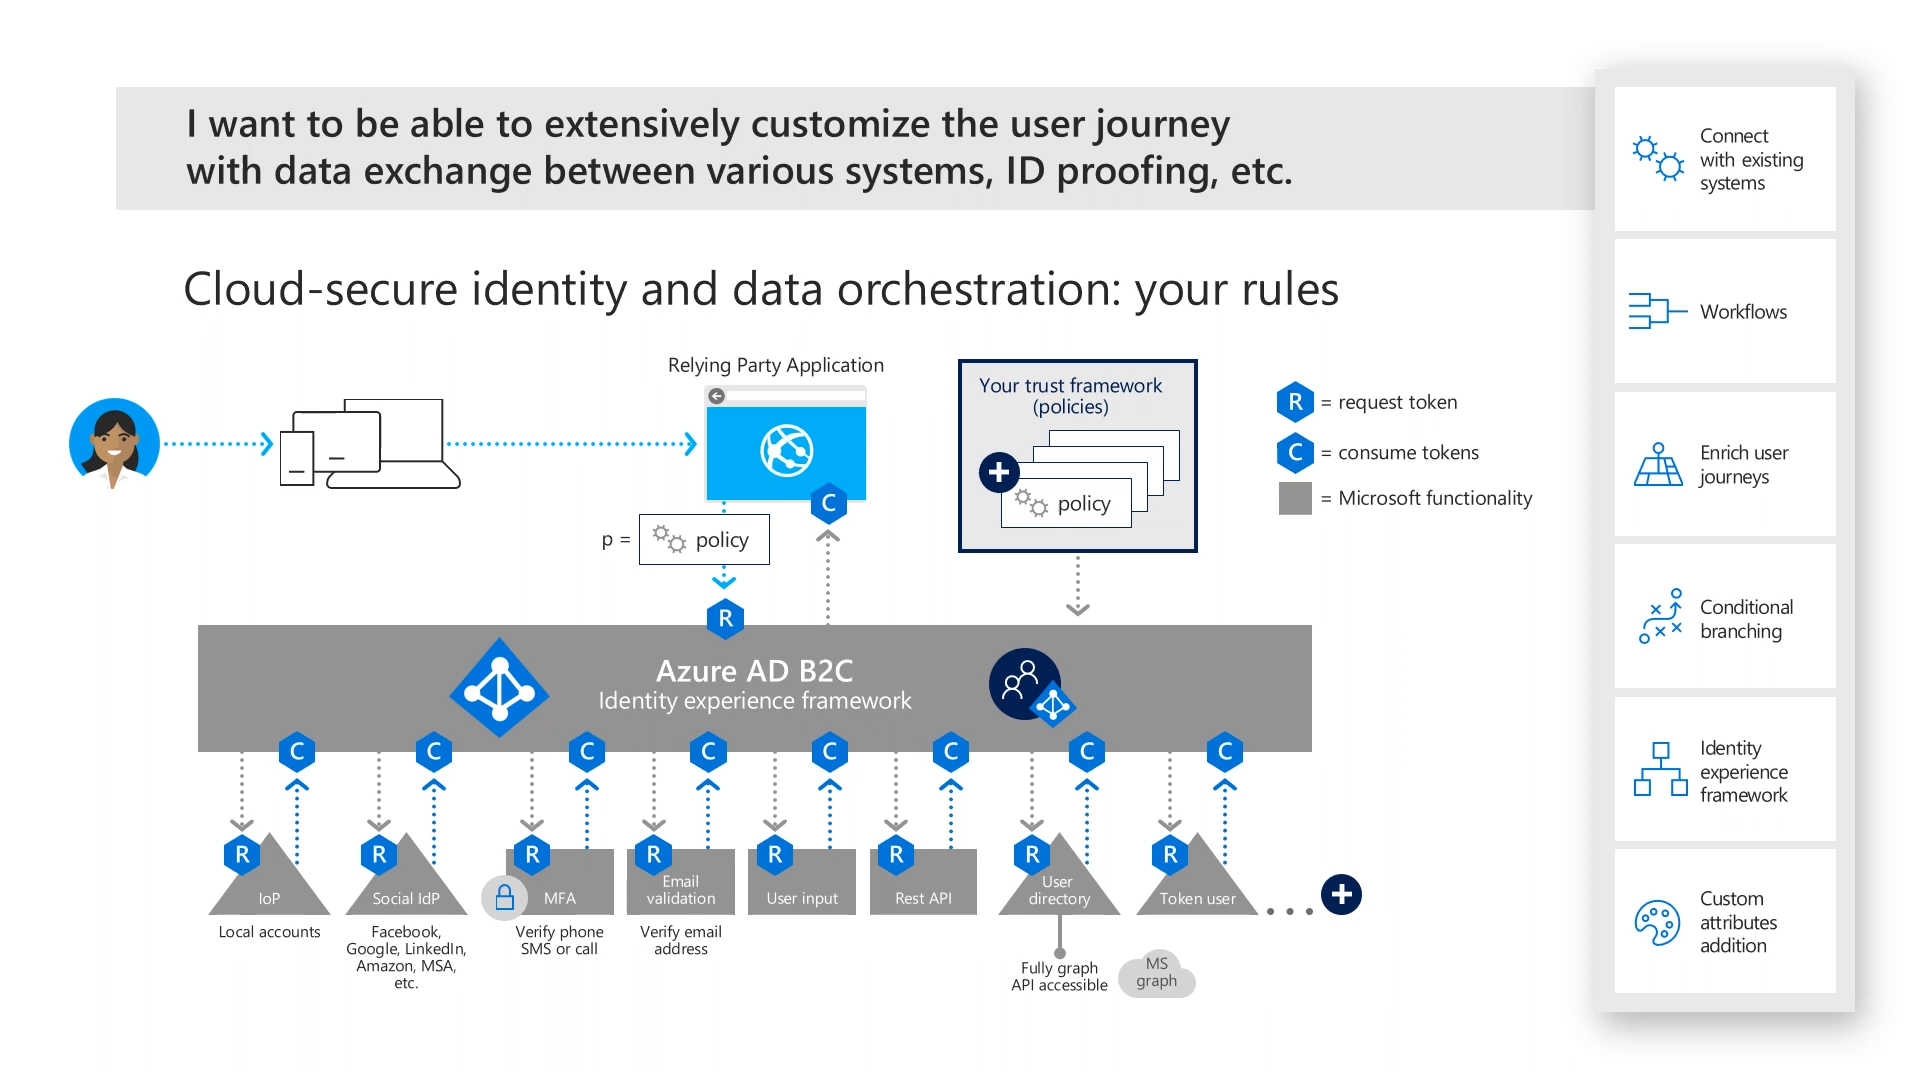 I want to be able to extensively customize the user journey
with data exchange between various systems, ID proofing, etc.
Cloud-secure identity and data orchestration: your rules
Relying Party Application
C
p =
policy
R
Your trust framework
(policies)
policy
R = request token
C = consume tokens
= Microsoft functionality
Azure AD B2C
Identity experience framework
C C C C C C C C
R R R R R R R R
IoP
Local accounts
Social IdP
Facebook,
Google, LinkedIn,
Amazon, MSA,
etc.
MFA
Verify phone
SMS or call
Email
validation
Verify email
address
User input
Rest API
User
directory
Fully graph
API accessible
MS
graph
Token user
Connect
with existing
systems
Workflows
Enrich user
journeys
Conditional
branching
Identity
experience
framework
Custom
attributes
addition